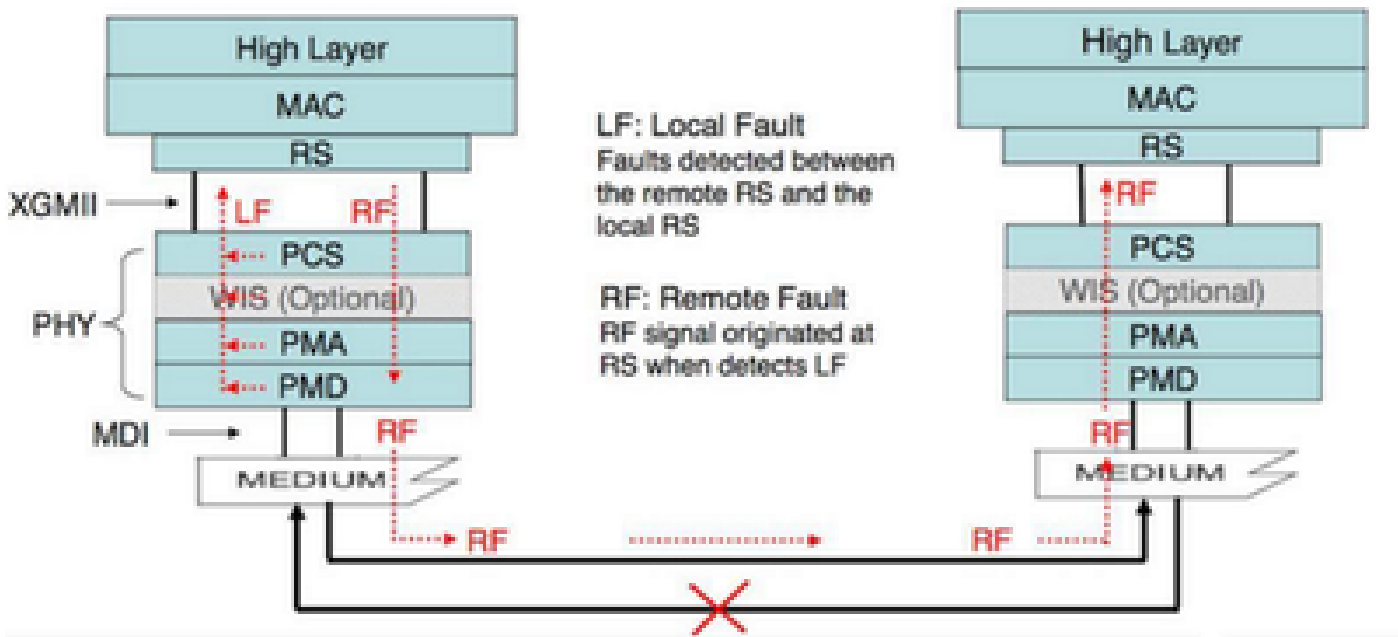 High Layer
MAC
RS
XGMII
LF
RF
PCS
WIS (Optional)
PHY
PMA
PMD
MDI
RF
MEDIUM
RF
LF: Local Fault
Faults detected between
the remote RS and the
local RS
RF: Remote Fault
RF signal originated at
RS when detects LF
High Layer
MAC
RS
RF
PCS
WIS (Optional)
PMA
PMD
RF
MEDIUM
RF